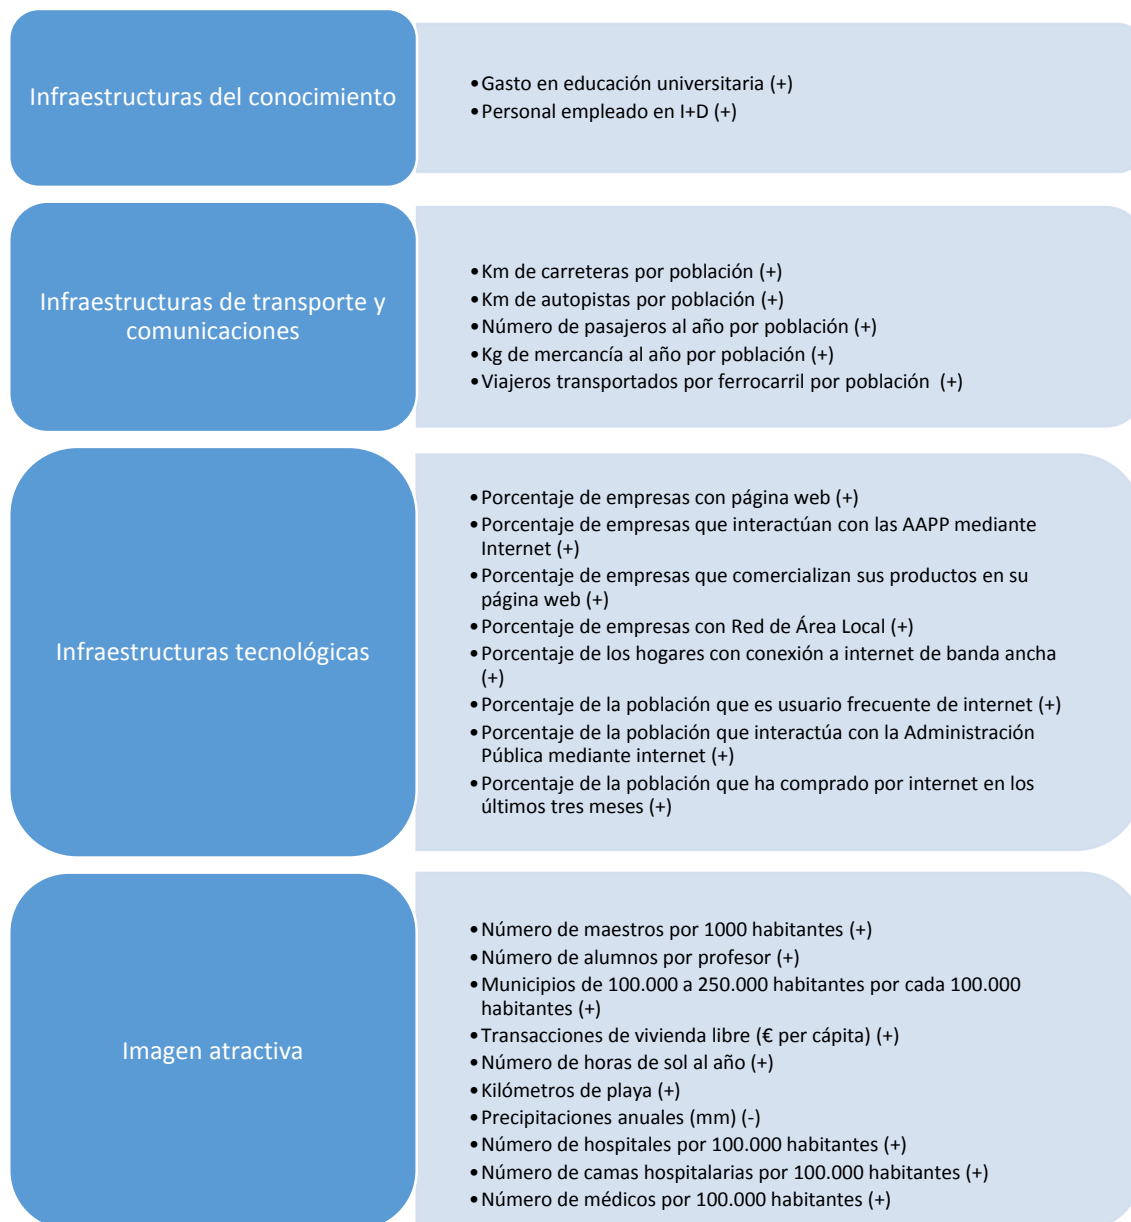 Infraestructuras del conocimiento
•Gasto en educación universitaria (+)
•Personal empleado en I+D (+)
Infraestructuras de transporte y
comunicaciones
•Km de carreteras por población (+)
•Km de autopistas por población (+)
•Número de pasajeros al año por población (+)
•Kg de mercancía al año por población (+)
•Viajeros transportados por ferrocarril por población (+)
Infraestructuras tecnológicas
•Porcentaje de empresas con página web (+)
•Porcentaje de empresas que interactúan con las AAPP mediante
Internet (+)
•Porcentaje de empresas que comercializan sus productos en su
página web (+)
•Porcentaje de empresas con Red de Área Local (+)
•Porcentaje de los hogares con conexión a internet de banda ancha
(+)
•Porcentaje de la población que es usuario frecuente de internet (+)
•Porcentaje de la población que interactúa con la Administración
Pública mediante internet (+)
•Porcentaje de la población que ha comprado por internet en los
últimos tres meses (+)
Imagen atractiva
•Número de maestros por 1000 habitantes (+)
•Número de alumnos por profesor (+)
•Municipios de 100.000 a 250.000 habitantes por cada 100.000
habitantes (+)
•Transacciones de vivienda libre (€ per cápita) (+)
•Número de horas de sol al año (+)
•Kilómetros de playa (+)
•Precipitaciones anuales (mm) (-)
•Número de hospitales por 100.000 habitantes (+)
•Número de camas hospitalarias por 100.000 habitantes (+)
•Número de médicos por 100.000 habitantes (+)